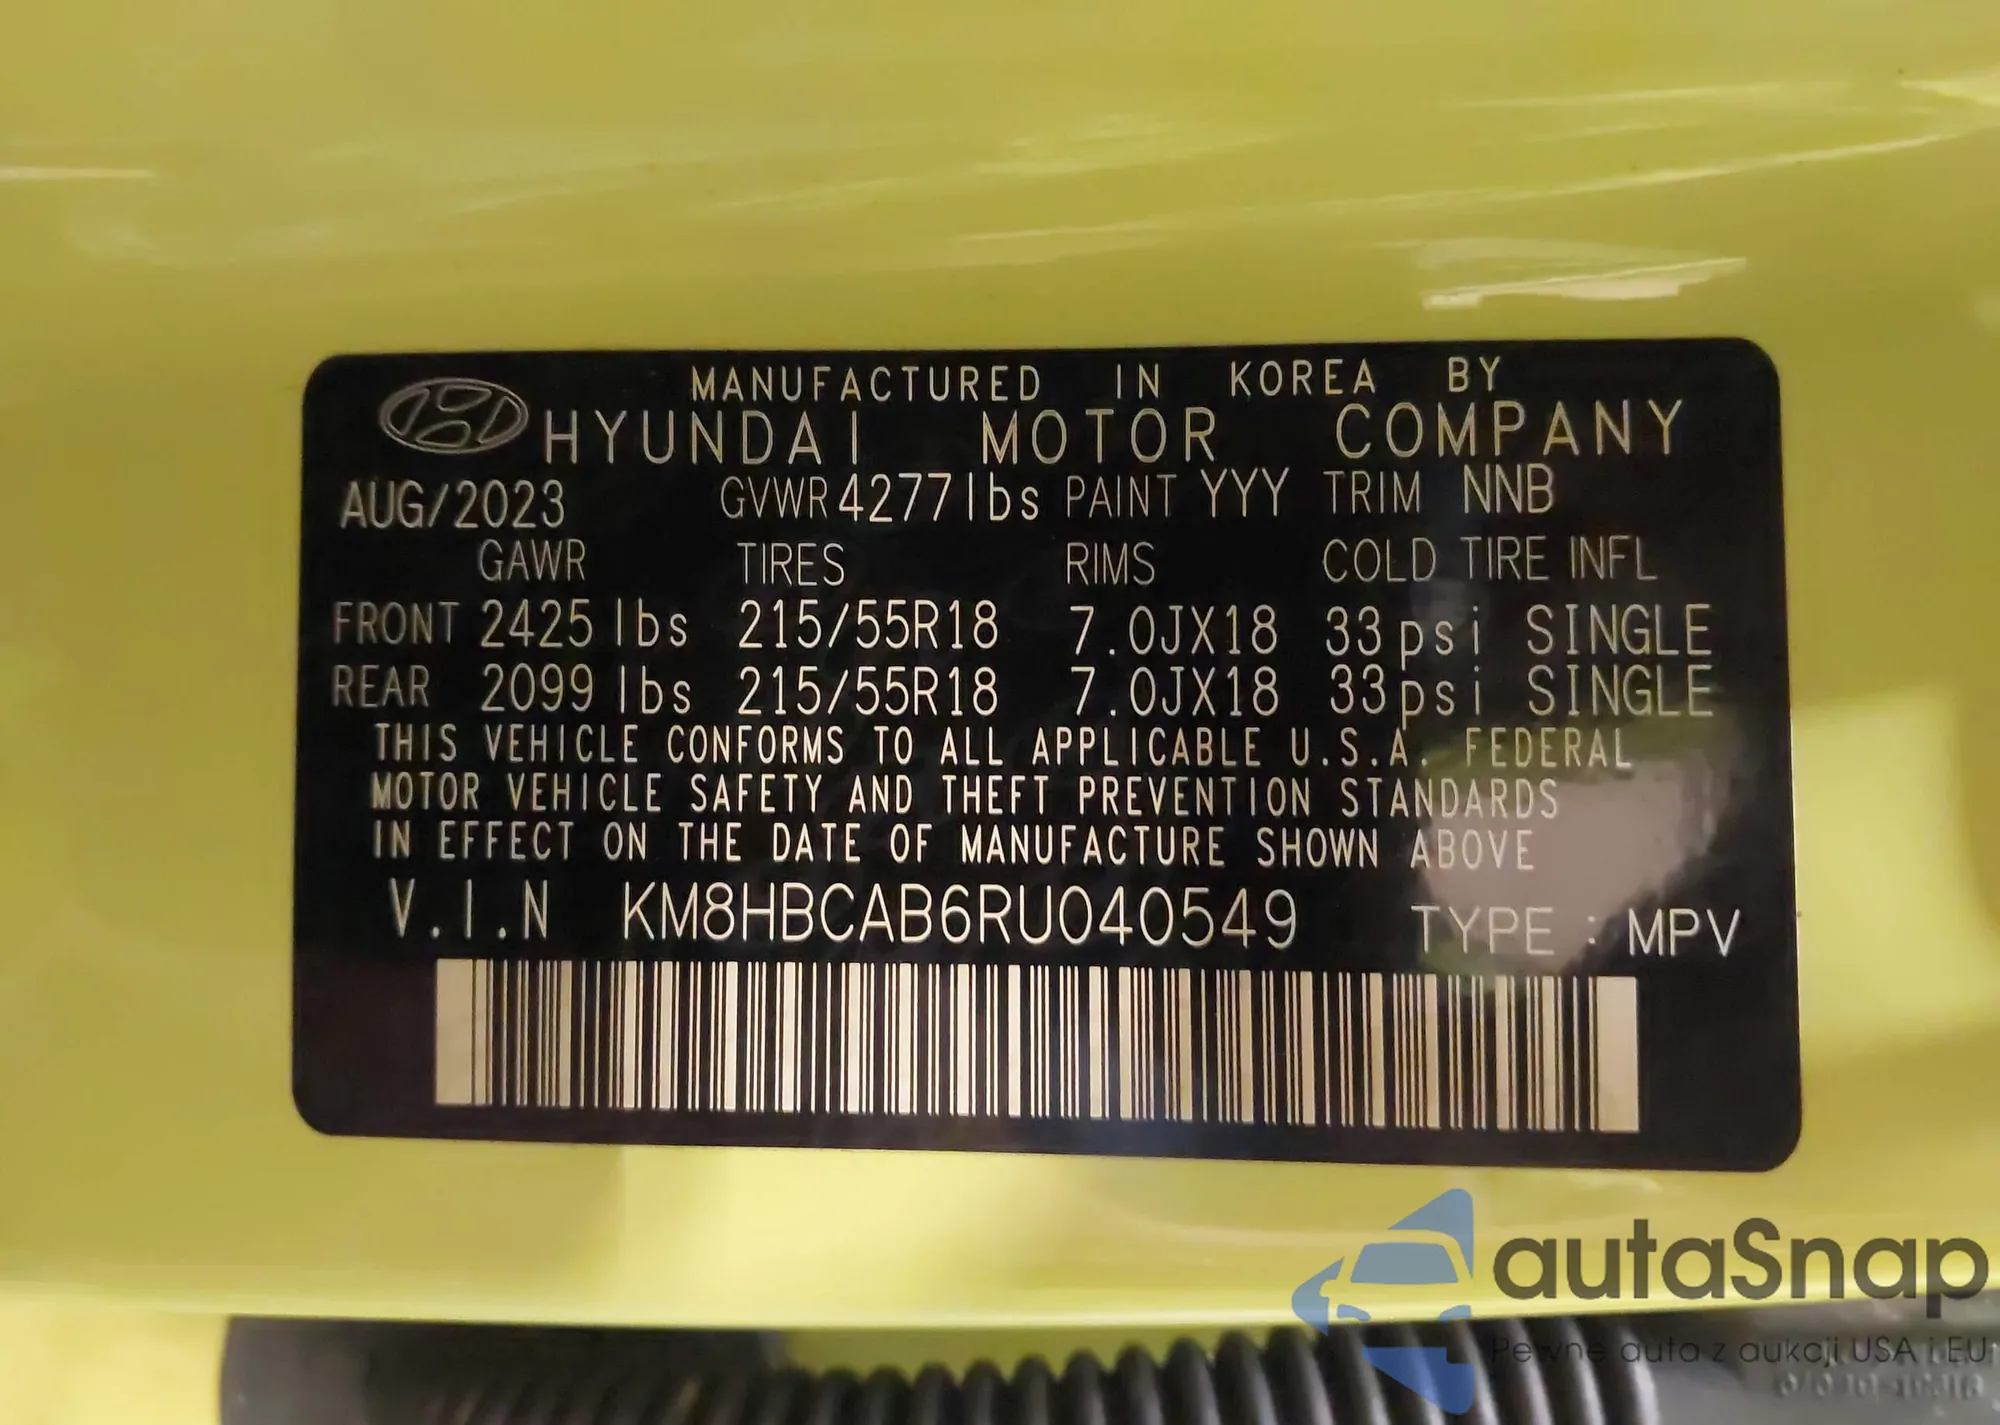 MANUFACTURED IN KOREA BY
HYUNDAI MOTOR COMPANY
AUG/2023 GVWR 4277lbs PAINT YYY TRIM NNB
GAWR TIRES RIMS COLD TIRE INFL
FRONT 2425 lbs 215/55R18 7.0JX18 33psi SINGLE
REAR 2099 lbs 215/55R18 7.0JX18 33psi SINGLE
THIS VEHICLE CONFORMS TO ALL APPLICABLE U.S.A. FEDERAL
MOTOR VEHICLE SAFETY AND THEFT PREVENTION STANDARDS
IN EFFECT ON THE DATE OF MANUFACTURE SHOWN ABOVE
V.I.N KM8HBCAB6RU040549 TYPE : MPV
autaSnap
Pewne auta z aukcji USA i EU